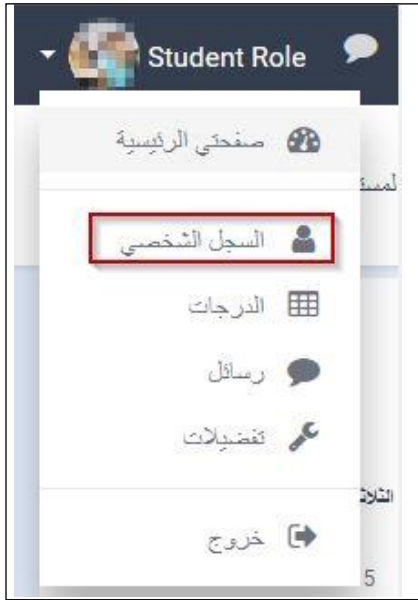 Student Role
صفحتي الرئيسية
السجل الشخصي
الدرجات
رسائل
تفضيلات
خروج
5